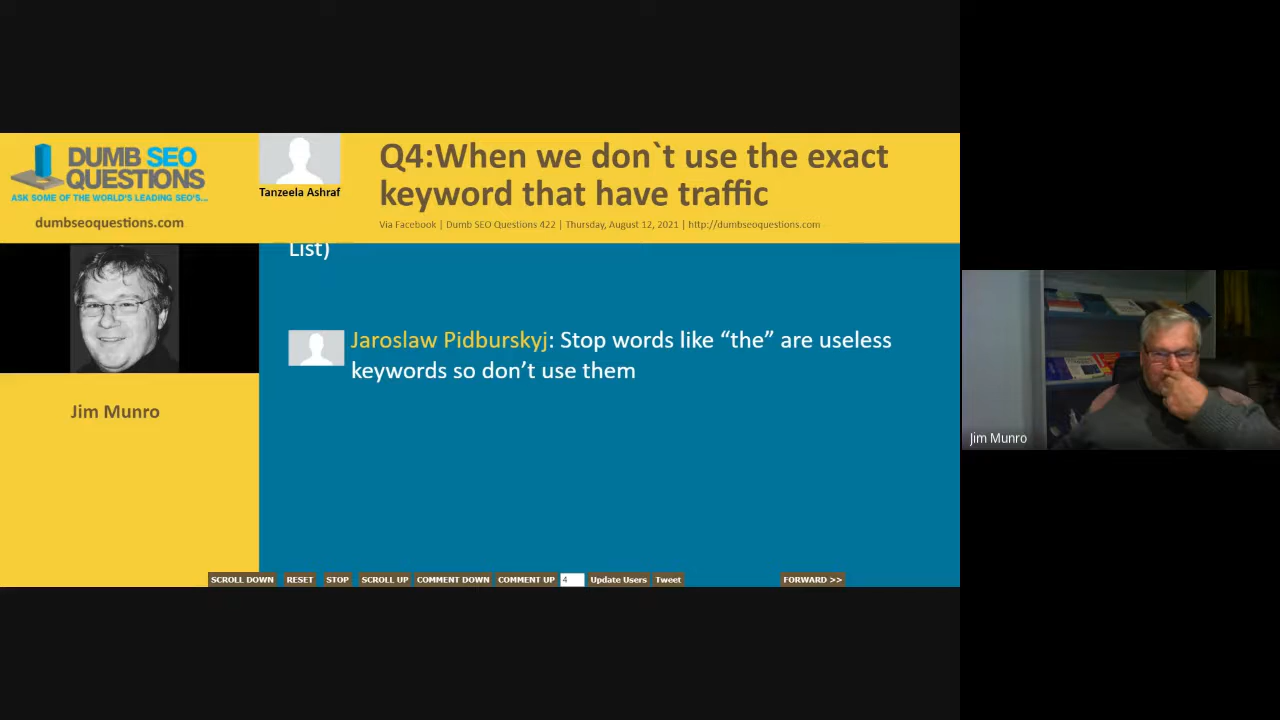 DUMB SEO
QUESTIONS
ASK SOME OF THE WORLD'S LEADING SEO'S...
dumbseoquestions.com
Tanzeela Ashraf
Q4:When we don`t use the exact
keyword that have traffic
Via Facebook | Dumb SEO Questions 422 | Thursday, August 12, 2021 | http://dumbseoquestions.com
Jim Munro
List)
Jaroslaw Pidburskyj: Stop words like “the” are useless
keywords so don’t use them
SCROLL DOWN RESET STOP SCROLL UP COMMENT DOWN COMMENT UP 4 Update Users Tweet FORWARD >>
Jim Munro